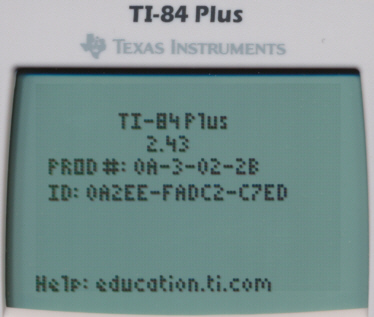 TI-84 Plus
TEXAS INSTRUMENTS
TI-84Plus
2.43
PROD #: 0A-3-02-2B
ID: 0A2EE-FADC2-C7ED
Help: education.ti.com